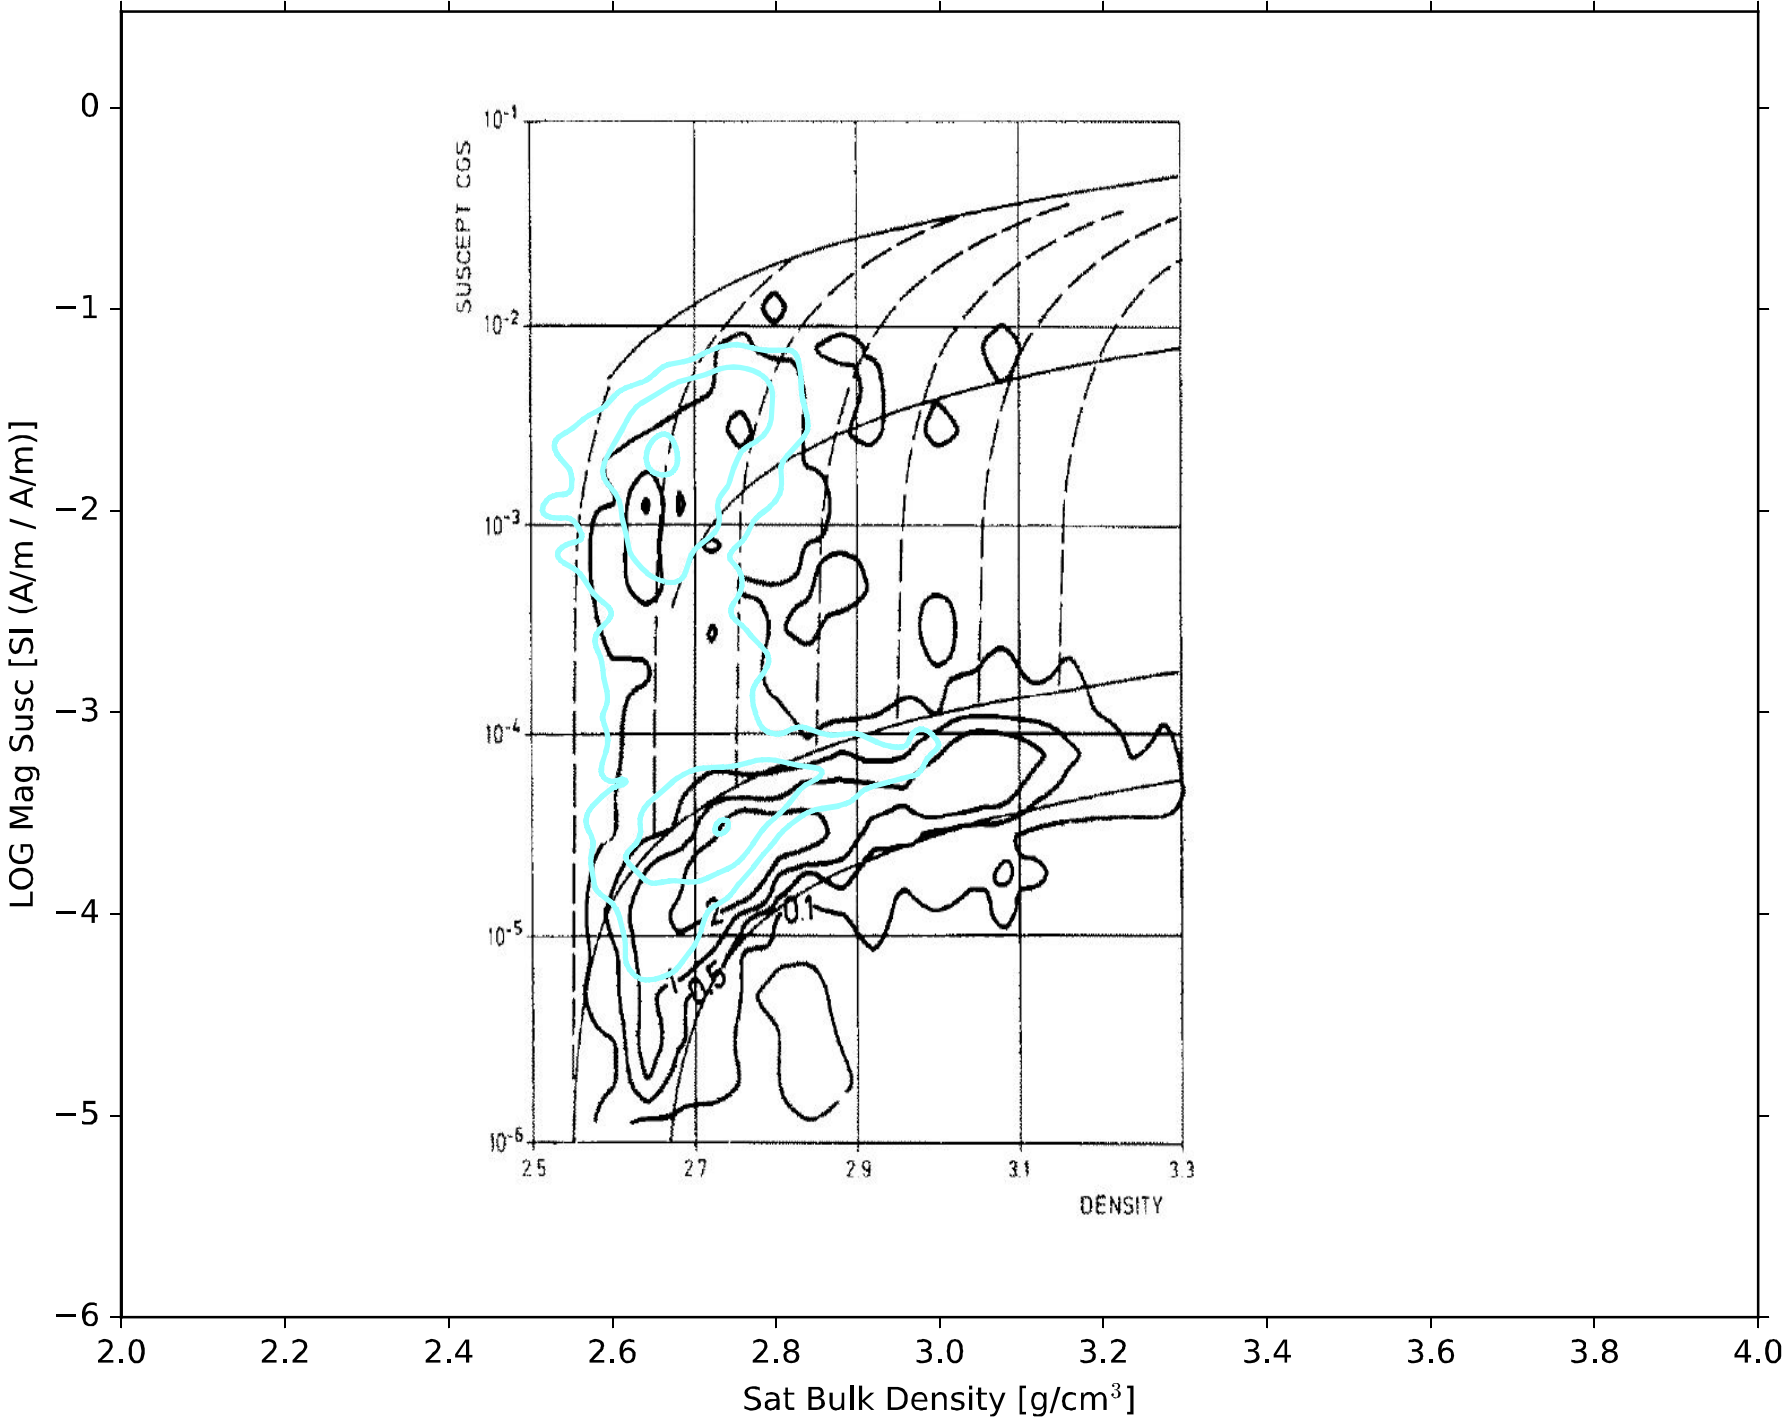 0
−1
−2
−3
−4
−5
−6
LOG Mag Susc [SI (A/m / A/m)]
2.0 2.2 2.4 2.6 2.8 3.0 3.2 3.4 3.6 3.8 4.0
Sat Bulk Density [g/cm³]
SUSCEPT CGS
10⁻¹
10⁻²
10⁻³
10⁻⁴
10⁻⁵
10⁻⁶
2
0.1
1
0.5
2.5 2.7 2.9 3.1 3.3
DENSITY